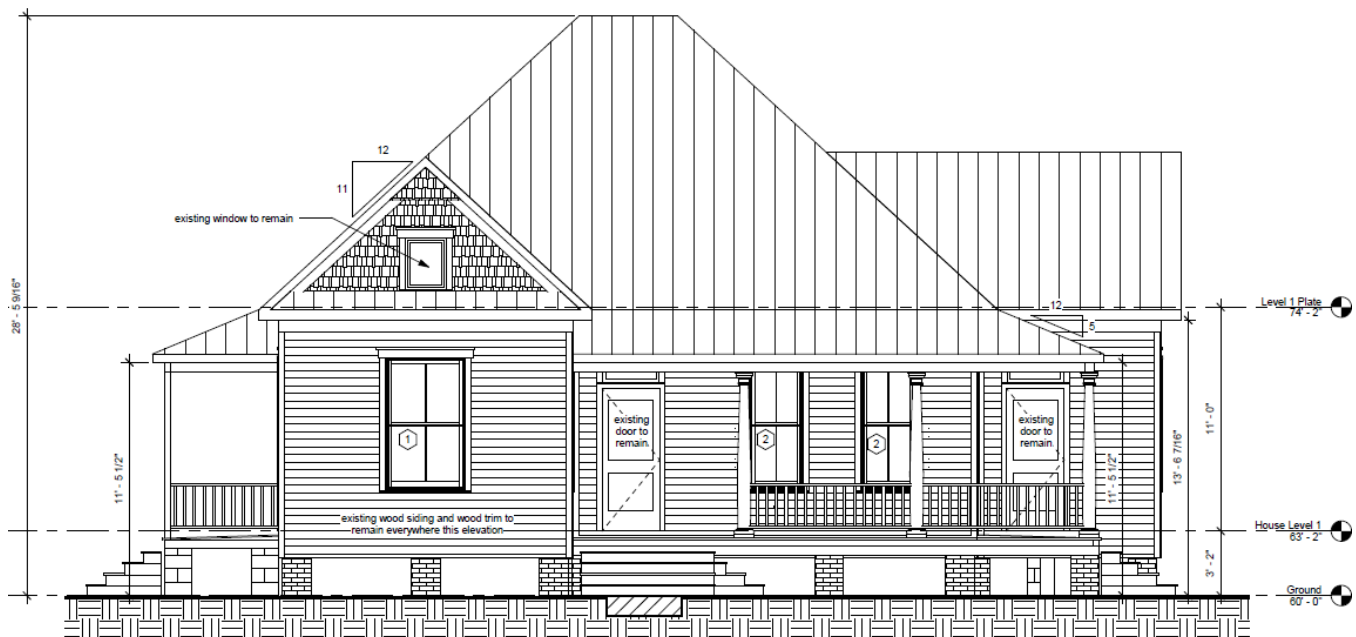 12
11
existing window to remain
28' - 5 9/16"
12
5
Level 1 Plate
74' - 2"
existing
door to
remain.
existing
door to
remain.
1
2
2
11' - 5 1/2"
11' - 5 1/2"
13' - 6 7/16"
11' - 0"
existing wood siding and wood trim to
remain everywhere this elevation
House Level 1
63' - 2"
3' - 2"
Ground
60' - 0"